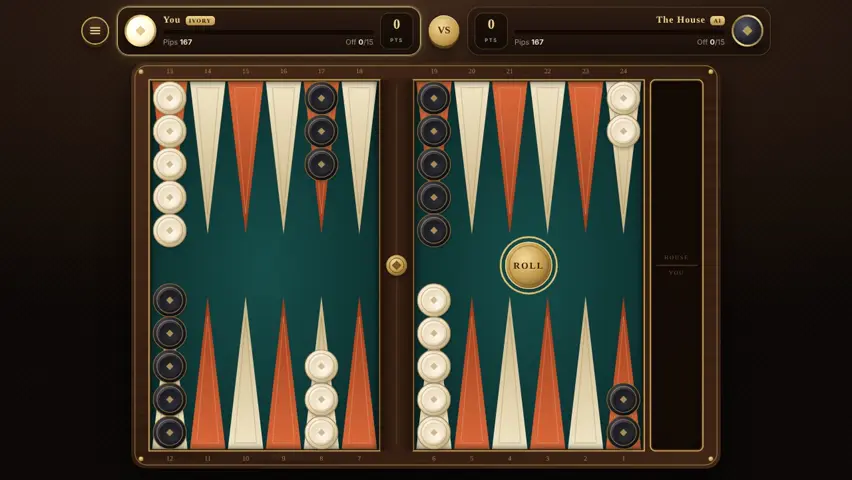 You IVORY
Pips 167 Off 0/15
0
PTS
VS
0
PTS
The House AI
Pips 167 Off 0/15
13 14 15 16 17 18 19 20 21 22 23 24
ROLL
HOUSE
YOU
12 11 10 9 8 7 6 5 4 3 2 1